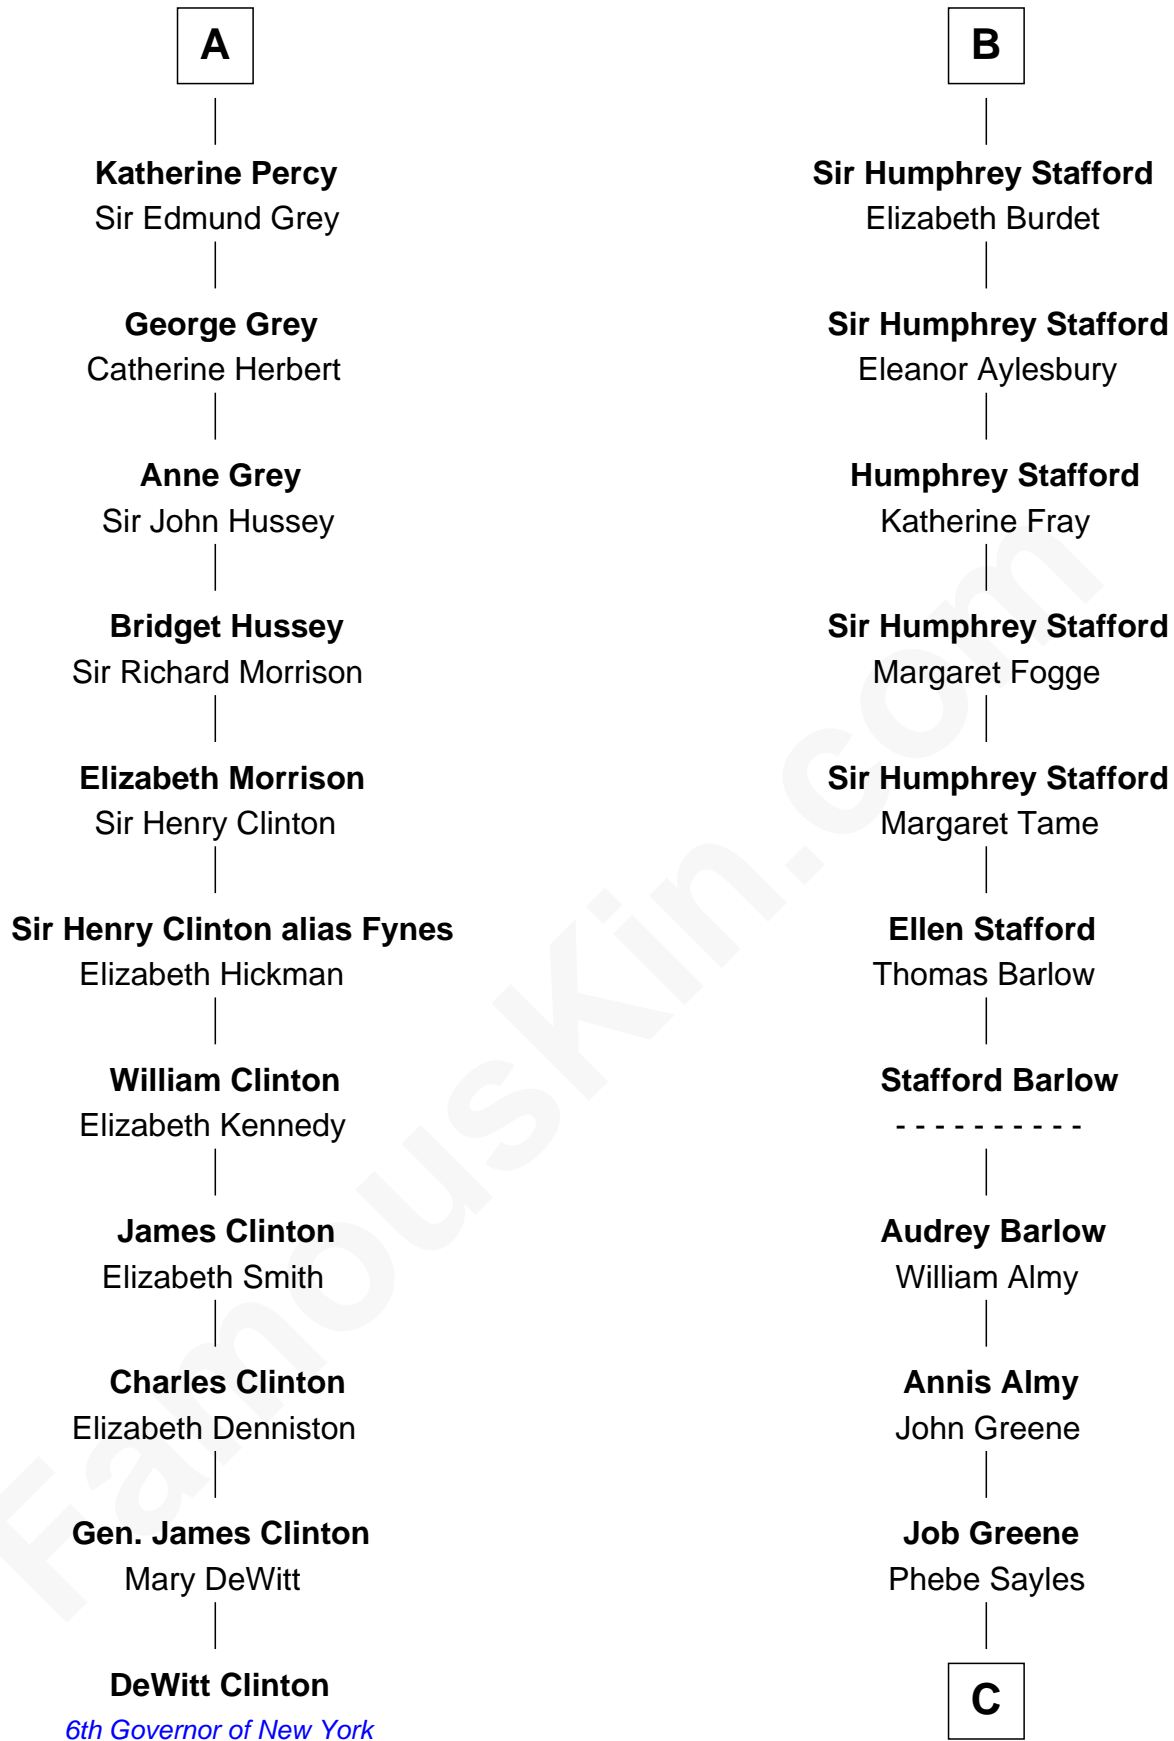 A
Katherine Percy
Sir Edmund Grey
George Grey
Catherine Herbert
Anne Grey
Sir John Hussey
Bridget Hussey
Sir Richard Morrison
Elizabeth Morrison
Sir Henry Clinton
Sir Henry Clinton alias Fynes
Elizabeth Hickman
William Clinton
Elizabeth Kennedy
James Clinton
Elizabeth Smith
Charles Clinton
Elizabeth Denniston
Gen. James Clinton
Mary DeWitt
DeWitt Clinton
6th Governor of New York
B
Sir Humphrey Stafford
Elizabeth Burdet
Sir Humphrey Stafford
Eleanor Aylesbury
Humphrey Stafford
Katherine Fray
Sir Humphrey Stafford
Margaret Fogge
Sir Humphrey Stafford
Margaret Tame
Ellen Stafford
Thomas Barlow
Stafford Barlow
- - - - - - - - - -
Audrey Barlow
William Almy
Annis Almy
John Greene
Job Greene
Phebe Sayles
C
FamousKin.com